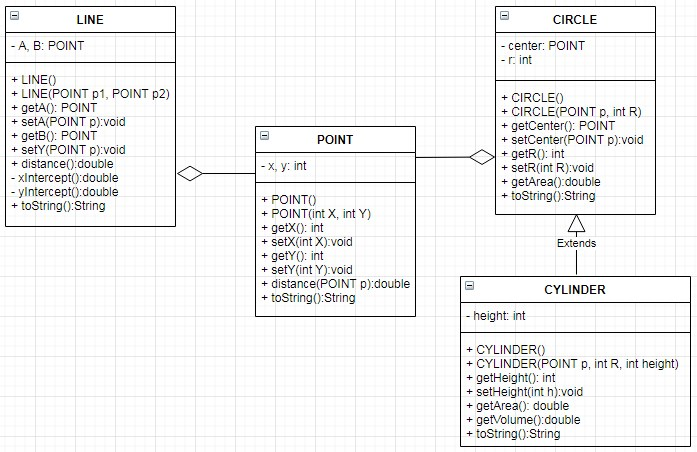 LINE
- A, B: POINT
+ LINE()
+ LINE(POINT p1, POINT p2)
+ getA(): POINT
+ setA(POINT p):void
+ getB(): POINT
+ setY(POINT p):void
+ distance():double
- xIntercept():double
- yIntercept():double
+ toString():String
POINT
- x, y: int
+ POINT()
+ POINT(int X, int Y)
+ getX(): int
+ setX(int X):void
+ getY(): int
+ setY(int Y):void
+ distance(POINT p):double
+ toString():String
CIRCLE
- center: POINT
- r: int
+ CIRCLE()
+ CIRCLE(POINT p, int R)
+ getCenter(): POINT
+ setCenter(POINT p):void
+ getR(): int
+ setR(int R):void
+ getArea():double
+ toString():String
Extends
CYLINDER
- height: int
+ CYLINDER()
+ CYLINDER(POINT p, int R, int height)
+ getHeight(): int
+ setHeight(int h):void
+ getArea(): double
+ getVolume():double
+ toString():String